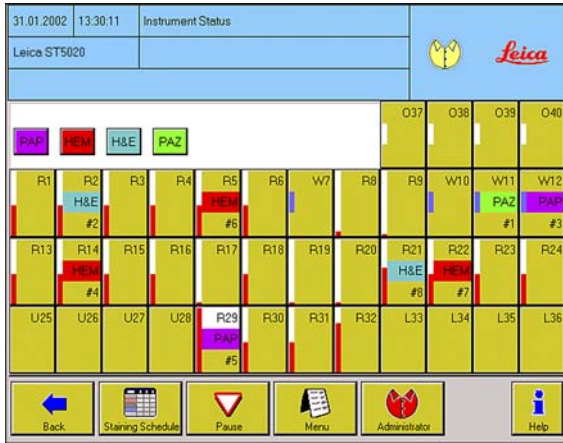 31.01.2002 13:30:11 Instrument Status
Leica ST5020
Leica
O37 O38 O39 O40
PAP HEM H&E PAZ
R1 R2 R3 R4 R5 R6 W7 R8 R9 W10 W11 W12
H&E HEM PAZ PAP
#2 #6 #1 #3
R13 R14 R15 R16 R17 R18 R19 R20 R21 R22 R23 R24
HEM H&E HEM
#4 #8 #7
U25 U26 U27 U28 R29 R30 R31 R32 L33 L34 L35 L36
PAP
#5
Back Staining Schedule Pause Menu Administrator Help